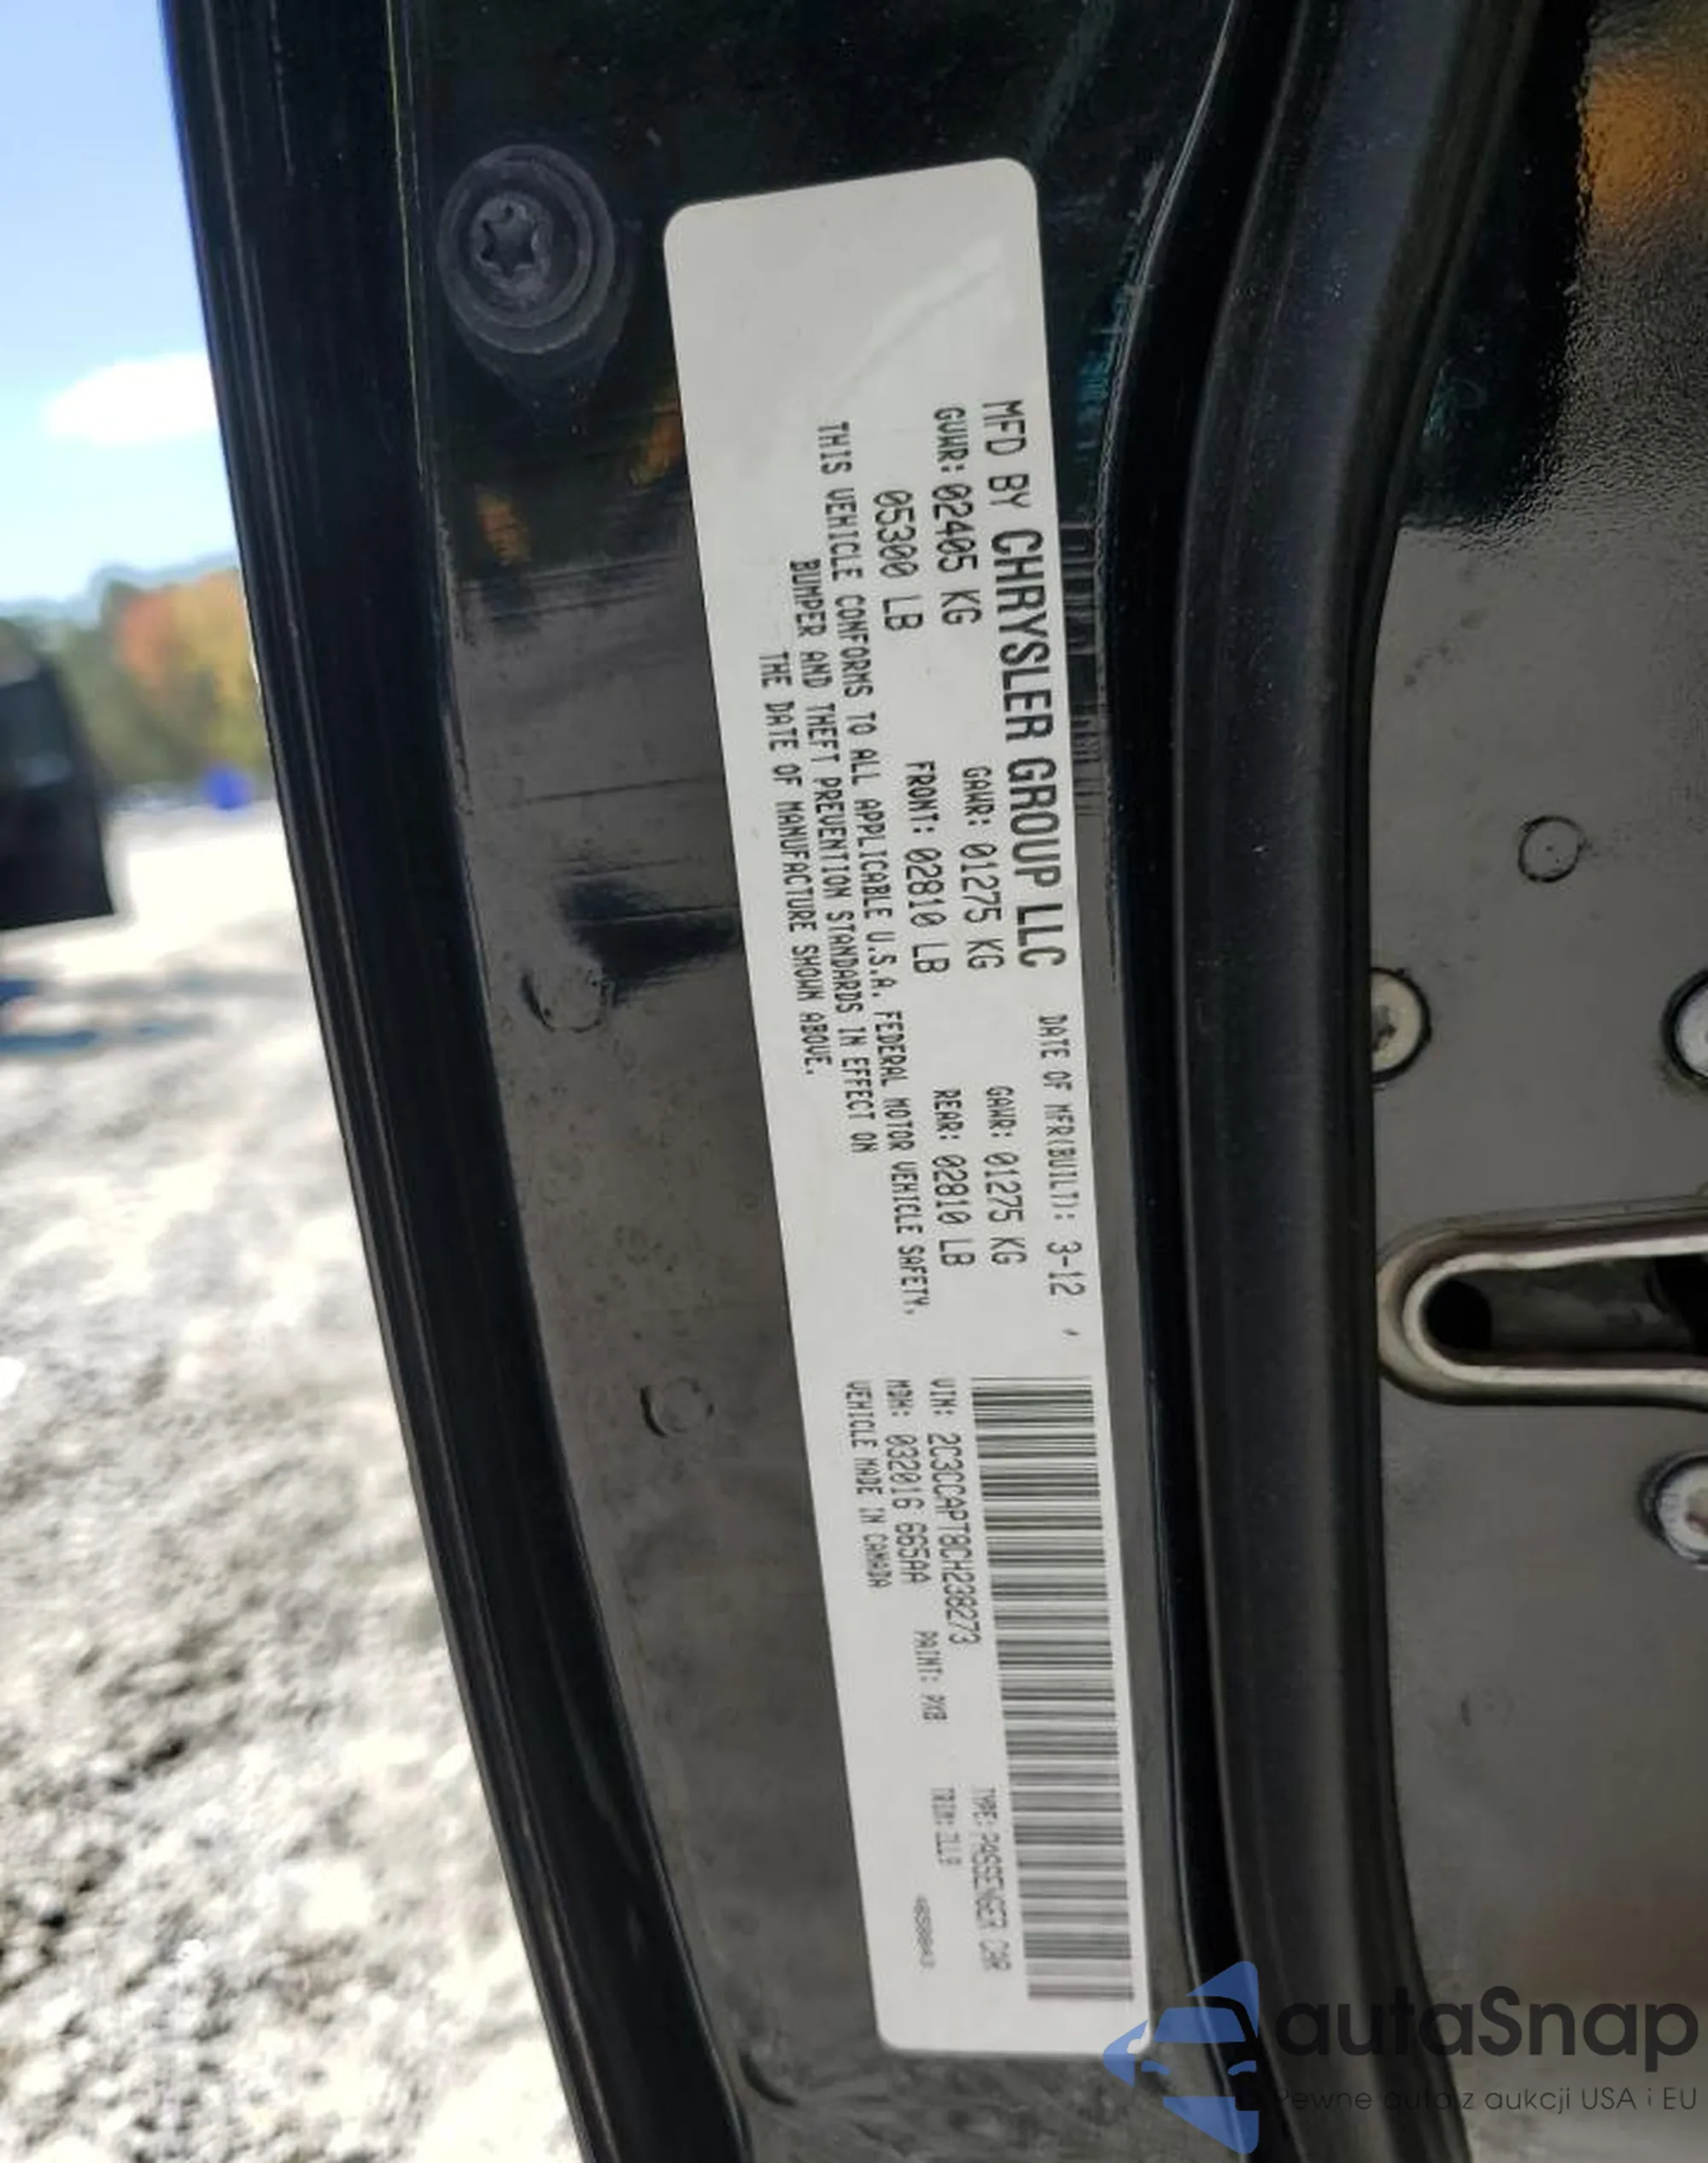 MFD BY CHRYSLER GROUP LLC DATE OF MFR(BUILT): 3-12
GVWR: 02405 KG GAWR: 01275 KG GAWR: 01275 KG
05300 LB FRONT: 02810 LB REAR: 02810 LB
THIS VEHICLE CONFORMS TO ALL APPLICABLE U.S.A. FEDERAL MOTOR VEHICLE SAFETY,
BUMPER AND THEFT PREVENTION STANDARDS IN EFFECT ON
THE DATE OF MANUFACTURE SHOWN ABOVE.
VIN: 2C3CCAPT8CH238273 TYPE: PASSENGER CAR
MDH: 032016 665AA PAINT: PX8 TRIM:
VEHICLE MADE IN CANADA
autaSnap
Pewne auta z aukcji USA i EU